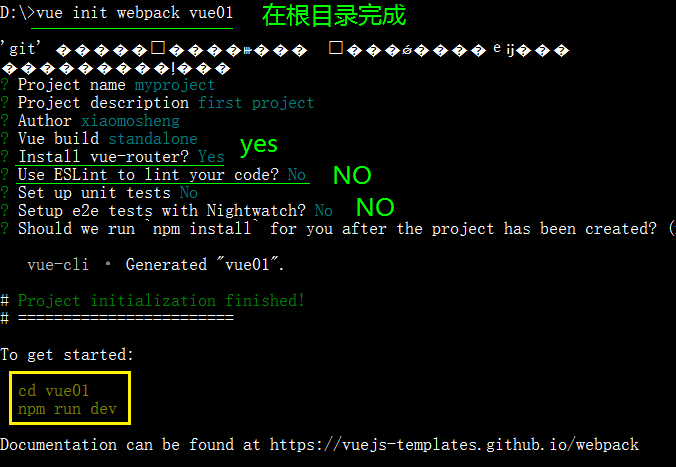 D:\>vue init webpack vue01 在根目录完成
'git'
? Project name myproject
? Project description first project
? Author xiaomosheng
? Vue build standalone
? Install vue-router? Yes yes
? Use ESLint to lint your code? No NO
? Set up unit tests No
? Setup e2e tests with Nightwatch? No NO
? Should we run `npm install` for you after the project has been created? (
vue-cli · Generated "vue01".
# Project initialization finished!
# ========================
To get started:
cd vue01
npm run dev
Documentation can be found at https://vuejs-templates.github.io/webpack